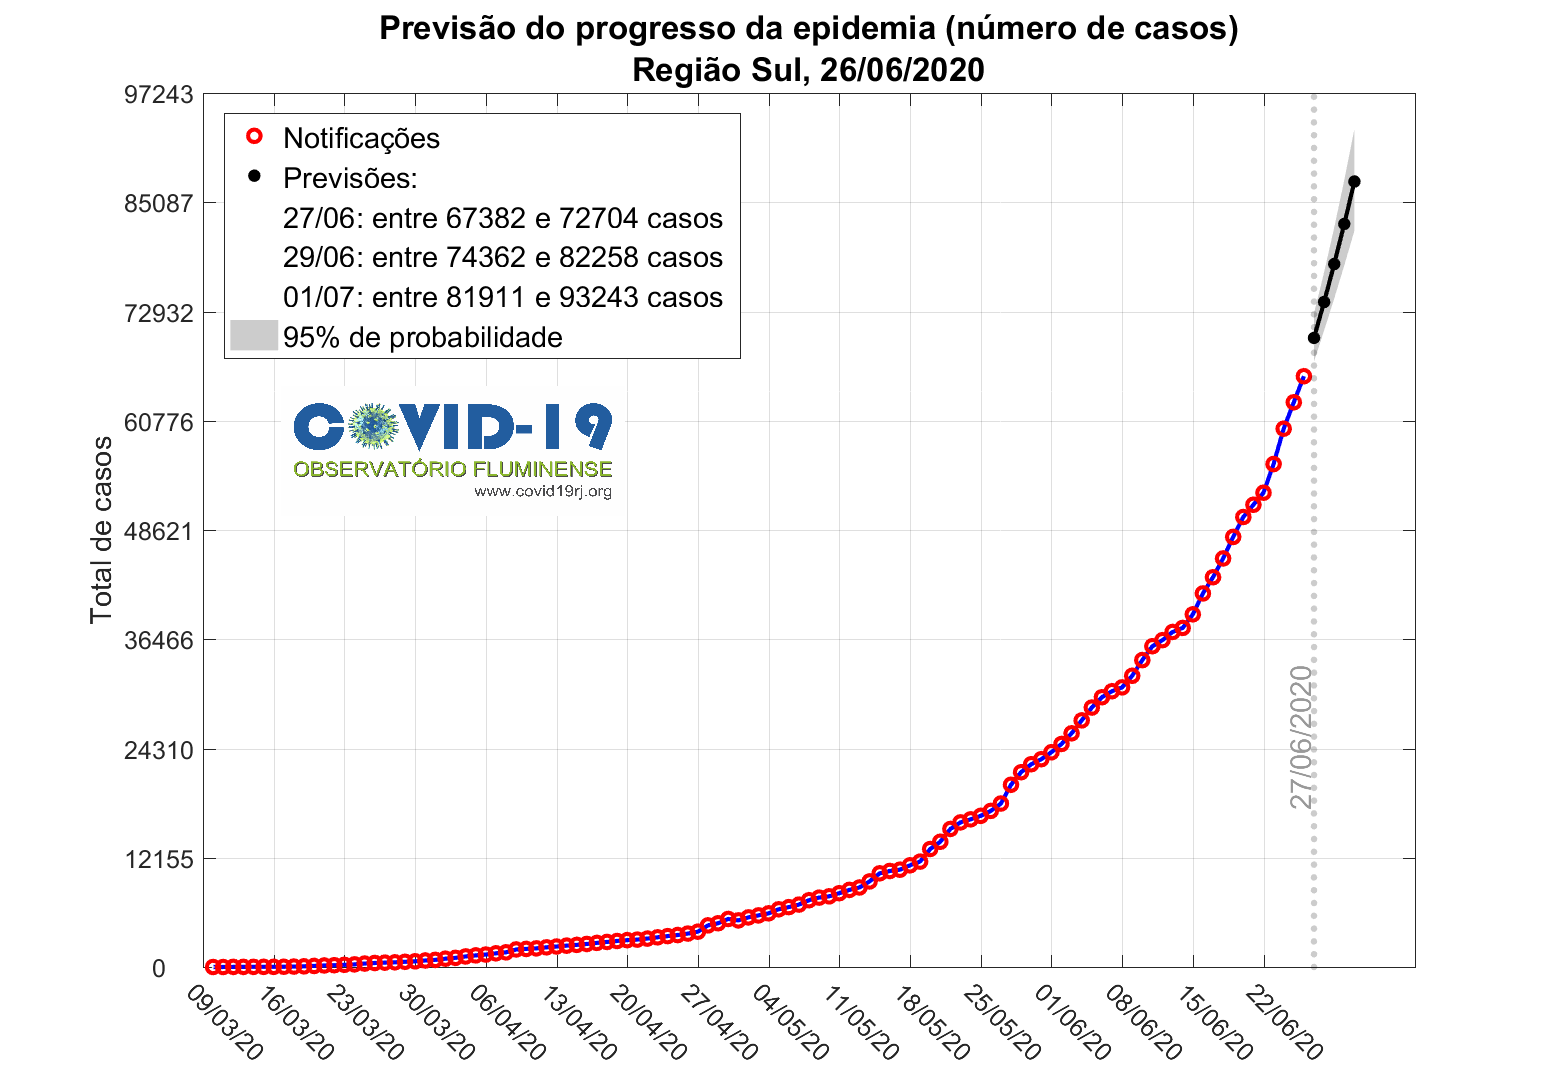 Previsão do progresso da epidemia (número de casos)
Região Sul, 26/06/2020
97243
85087
72932
60776
48621
36466
24310
12155
0
Total de casos
Notificações
Previsões:
27/06: entre 67382 e 72704 casos
29/06: entre 74362 e 82258 casos
01/07: entre 81911 e 93243 casos
95% de probabilidade
COVID-19
OBSERVATÓRIO FLUMINENSE
www.covid19rj.org
27/06/2020
09/03/20
16/03/20
23/03/20
30/03/20
06/04/20
13/04/20
20/04/20
27/04/20
04/05/20
11/05/20
18/05/20
25/05/20
01/06/20
08/06/20
15/06/20
22/06/20